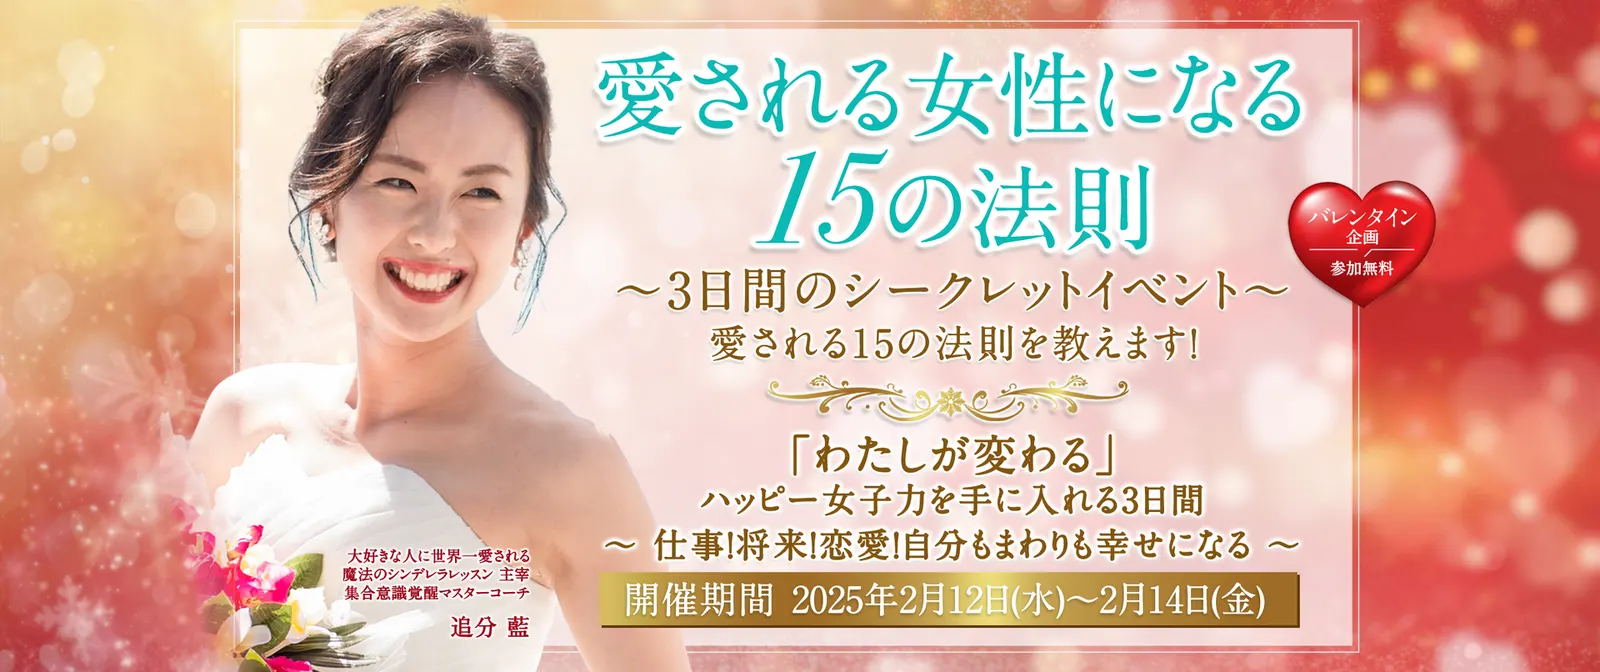 愛される女性になる
15の法則
～3日間のシークレットイベント～
愛される15の法則を教えます!
バレンタイン
企画
参加無料
「わたしが変わる」
ハッピー女子力を手に入れる3日間
～ 仕事!将来!恋愛!自分もまわりも幸せになる ～
開催期間 2025年2月12日(水)～2月14日(金)
大好きな人に世界一愛される
魔法のシンデレラレッスン 主宰
集合意識覚醒マスターコーチ
追分 藍